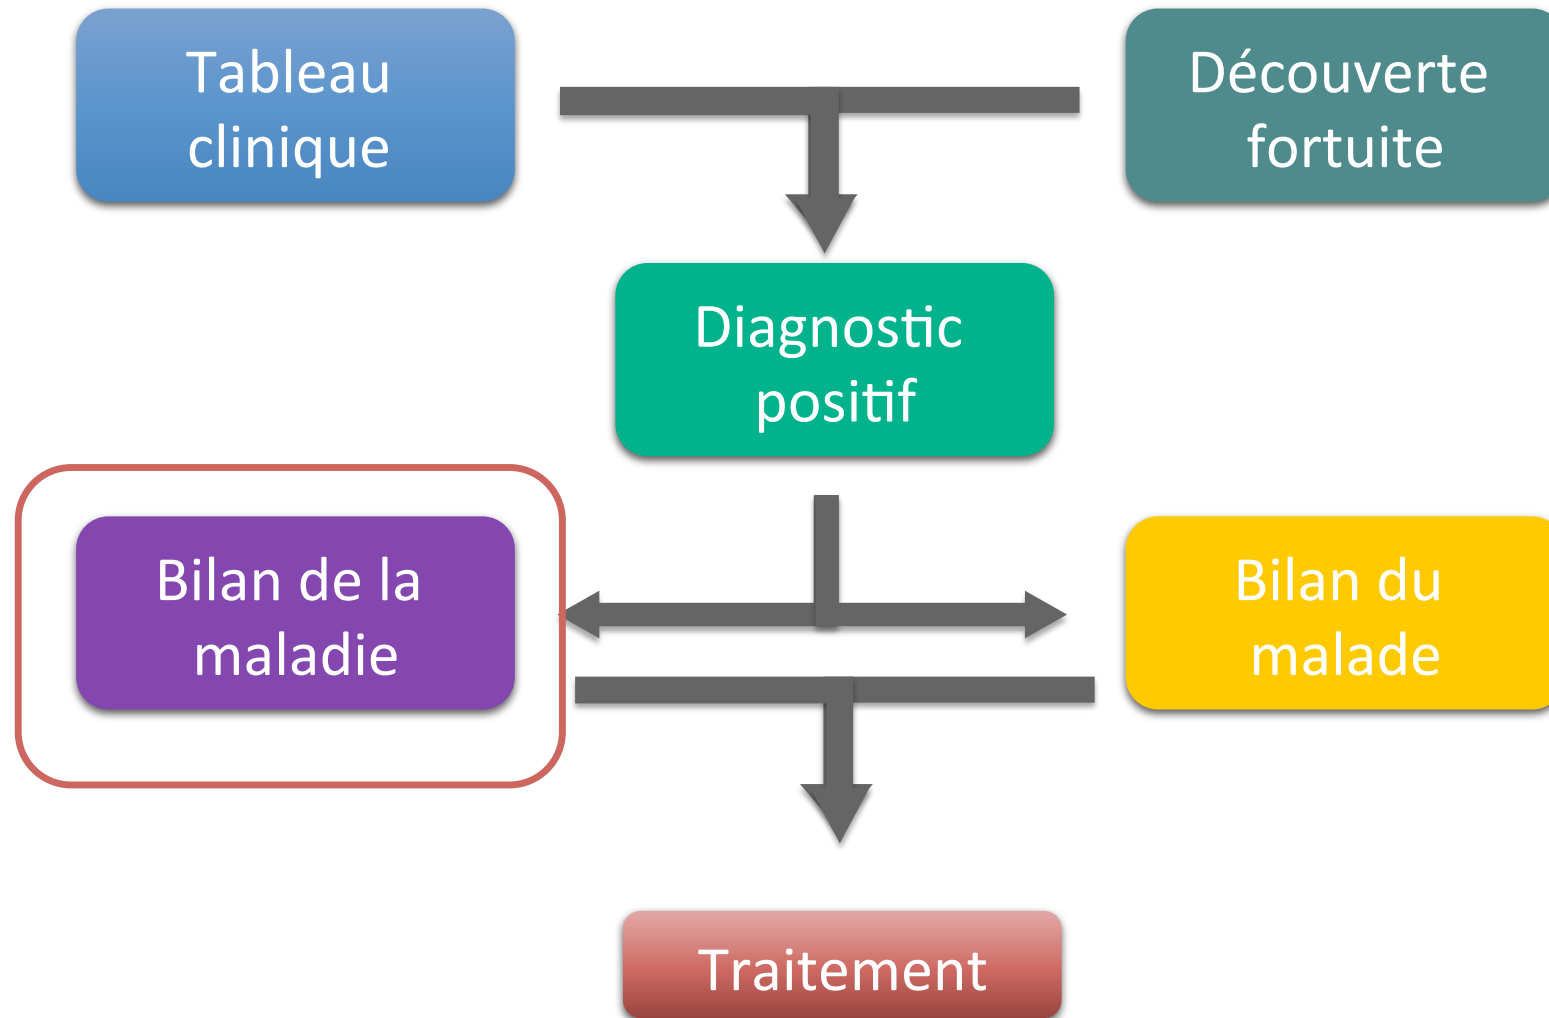 Tableau
clinique
Découverte
fortuite
Diagnostic
positif
Bilan de la
maladie
Bilan du
malade
Traitement